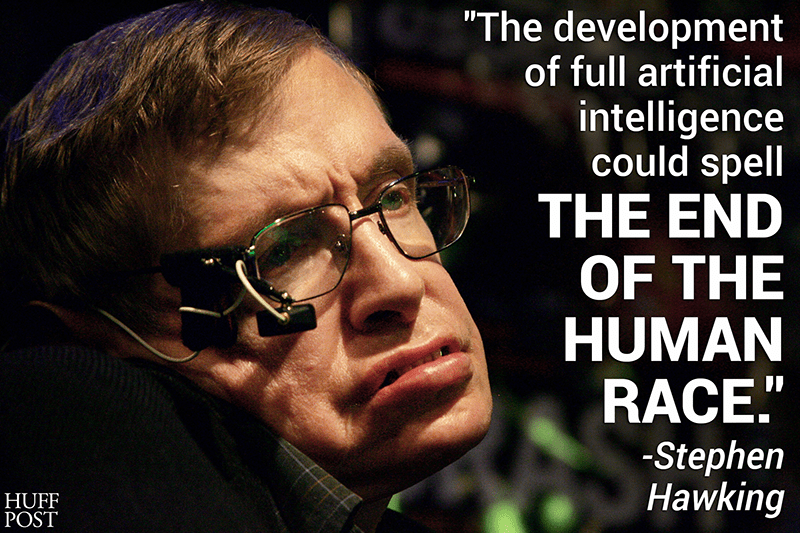 "The development
of full artificial
intelligence
could spell
THE END
OF THE
HUMAN
RACE."
-Stephen
Hawking
HUFF
POST